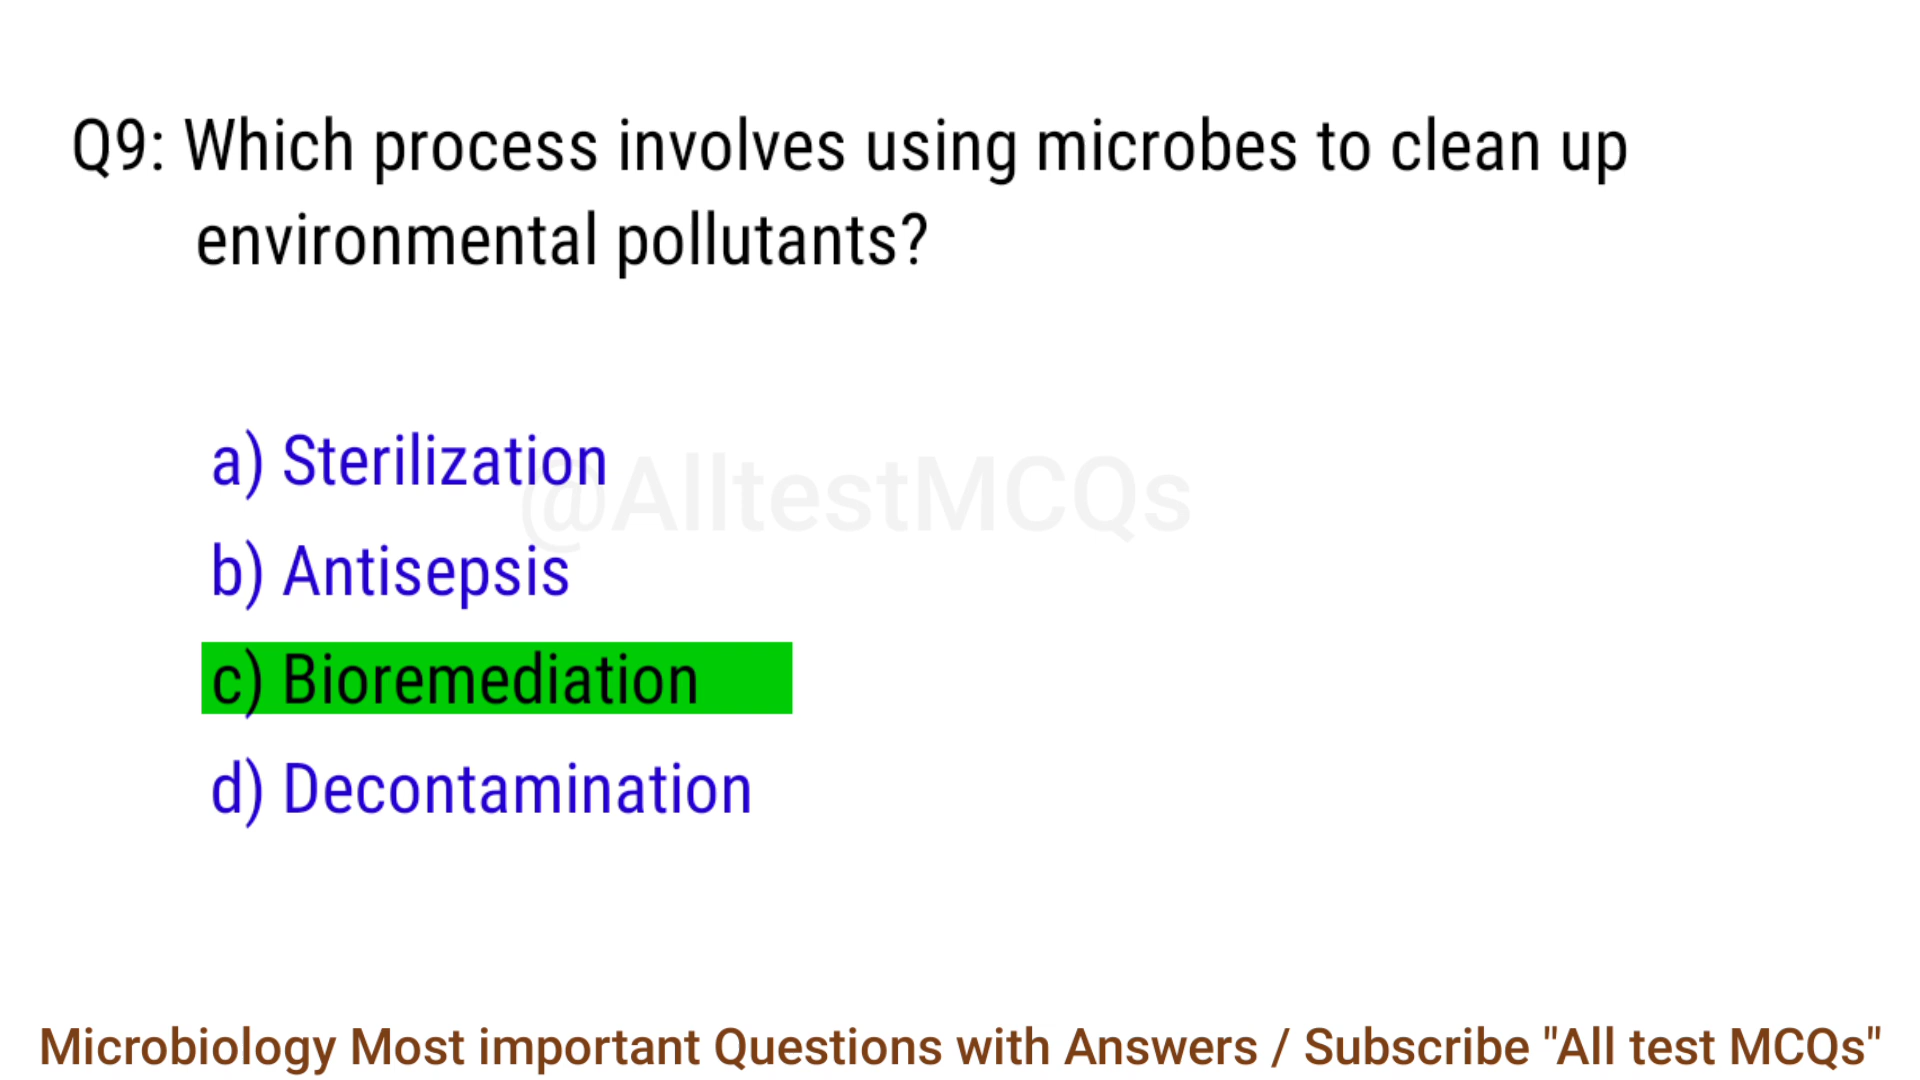 Q9: Which process involves using microbes to clean up
environmental pollutants?
a) Sterilization
@AlltestMCQs
b) Antisepsis
c) Bioremediation
d) Decontamination
Microbiology Most important Questions with Answers / Subscribe "All test MCQs"